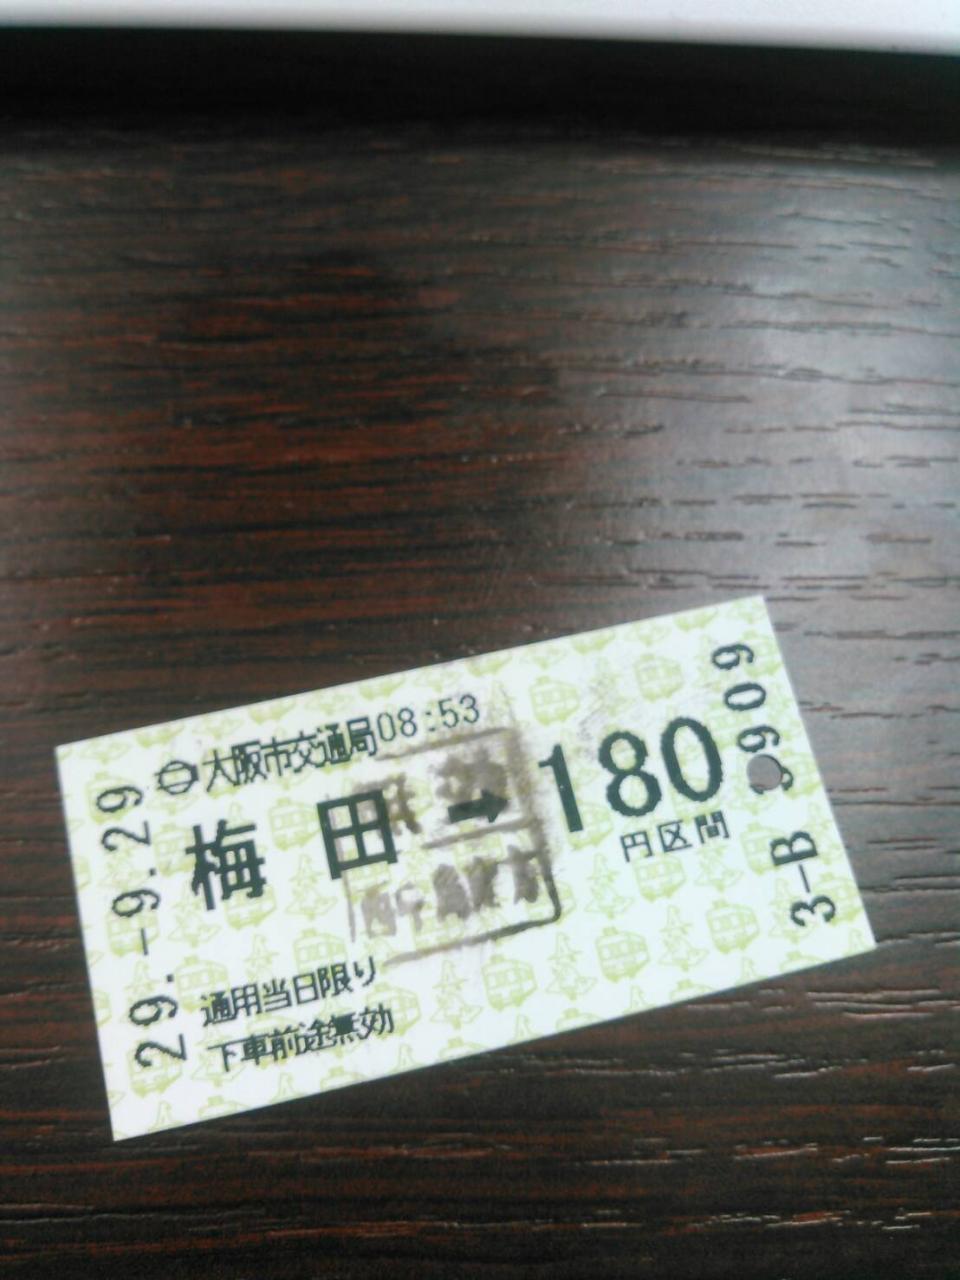 29.-9.29
大阪市交通局08:53
梅田→180
円区間
通用当日限り
下車前途無効
3-B